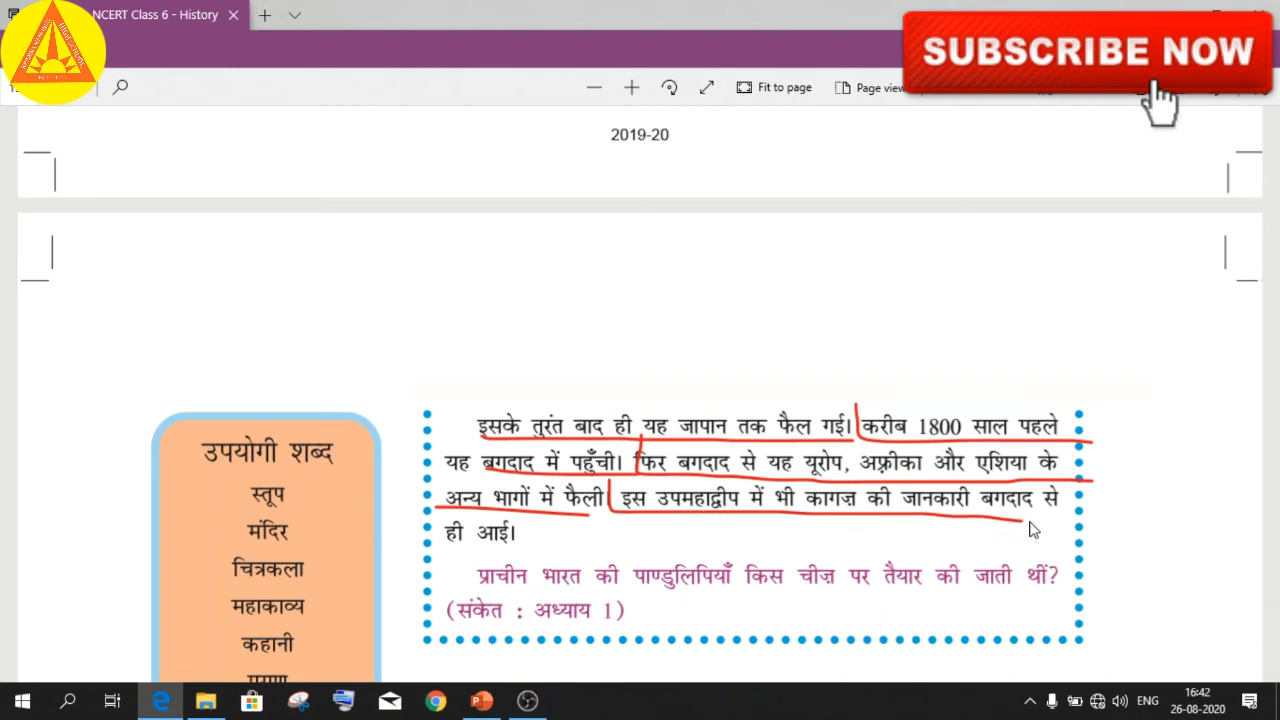 NCERT Class 6 - History
SUBSCRIBE NOW
Fit to page
Page view
2019-20
इसके तुरंत बाद ही यह जापान तक फैल गई। करीब 1800 साल पहले
यह बगदाद में पहुँची। फिर बगदाद से यह यूरोप, अफ़्रीका और एशिया के
अन्य भागों में फैली इस उपमहाद्वीप में भी कागज़ की जानकारी बगदाद से
ही आई।
प्राचीन भारत की पाण्डुलिपियाँ किस चीज़ पर तैयार की जाती थीं?
(संकेत : अध्याय 1)
उपयोगी शब्द
स्तूप
मंदिर
चित्रकला
महाकाव्य
कहानी
ENG
16:42
26-08-2020